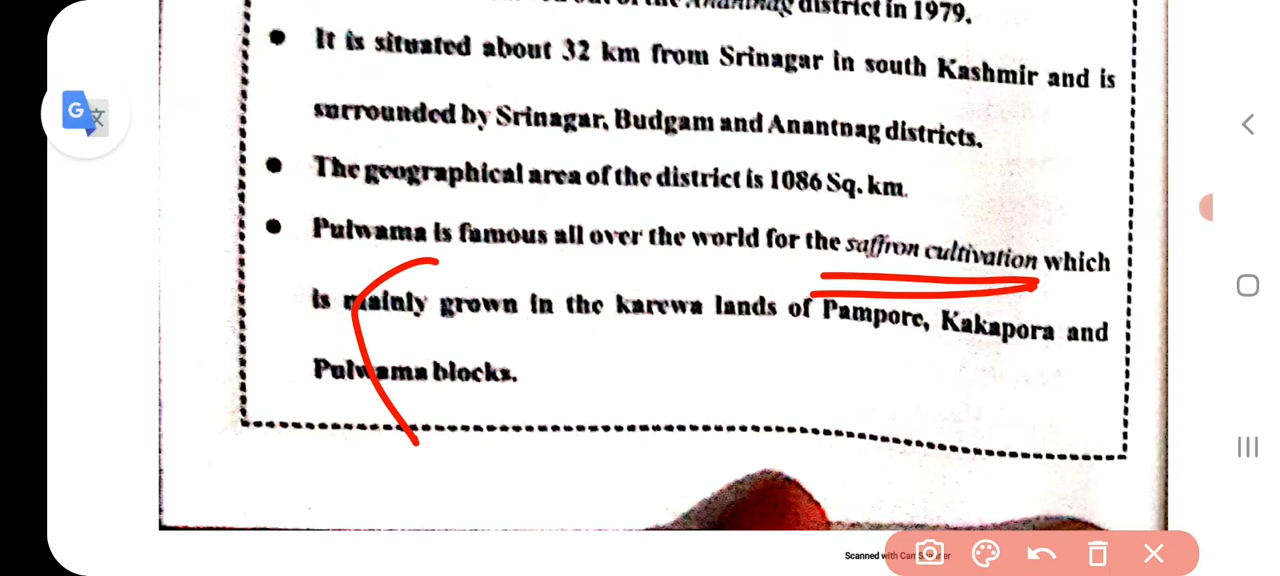 district in 1979.
It is situated about 32 km from Srinagar in south Kashmir and is
surrounded by Srinagar, Budgam and Anantnag districts.
The geographical area of the district is 1086 Sq. km.
Pulwama is famous all over the world for the saffron cultivation which
is mainly grown in the karewa lands of Pampore, Kakapora and
Pulwama blocks.
Scanned with Cam